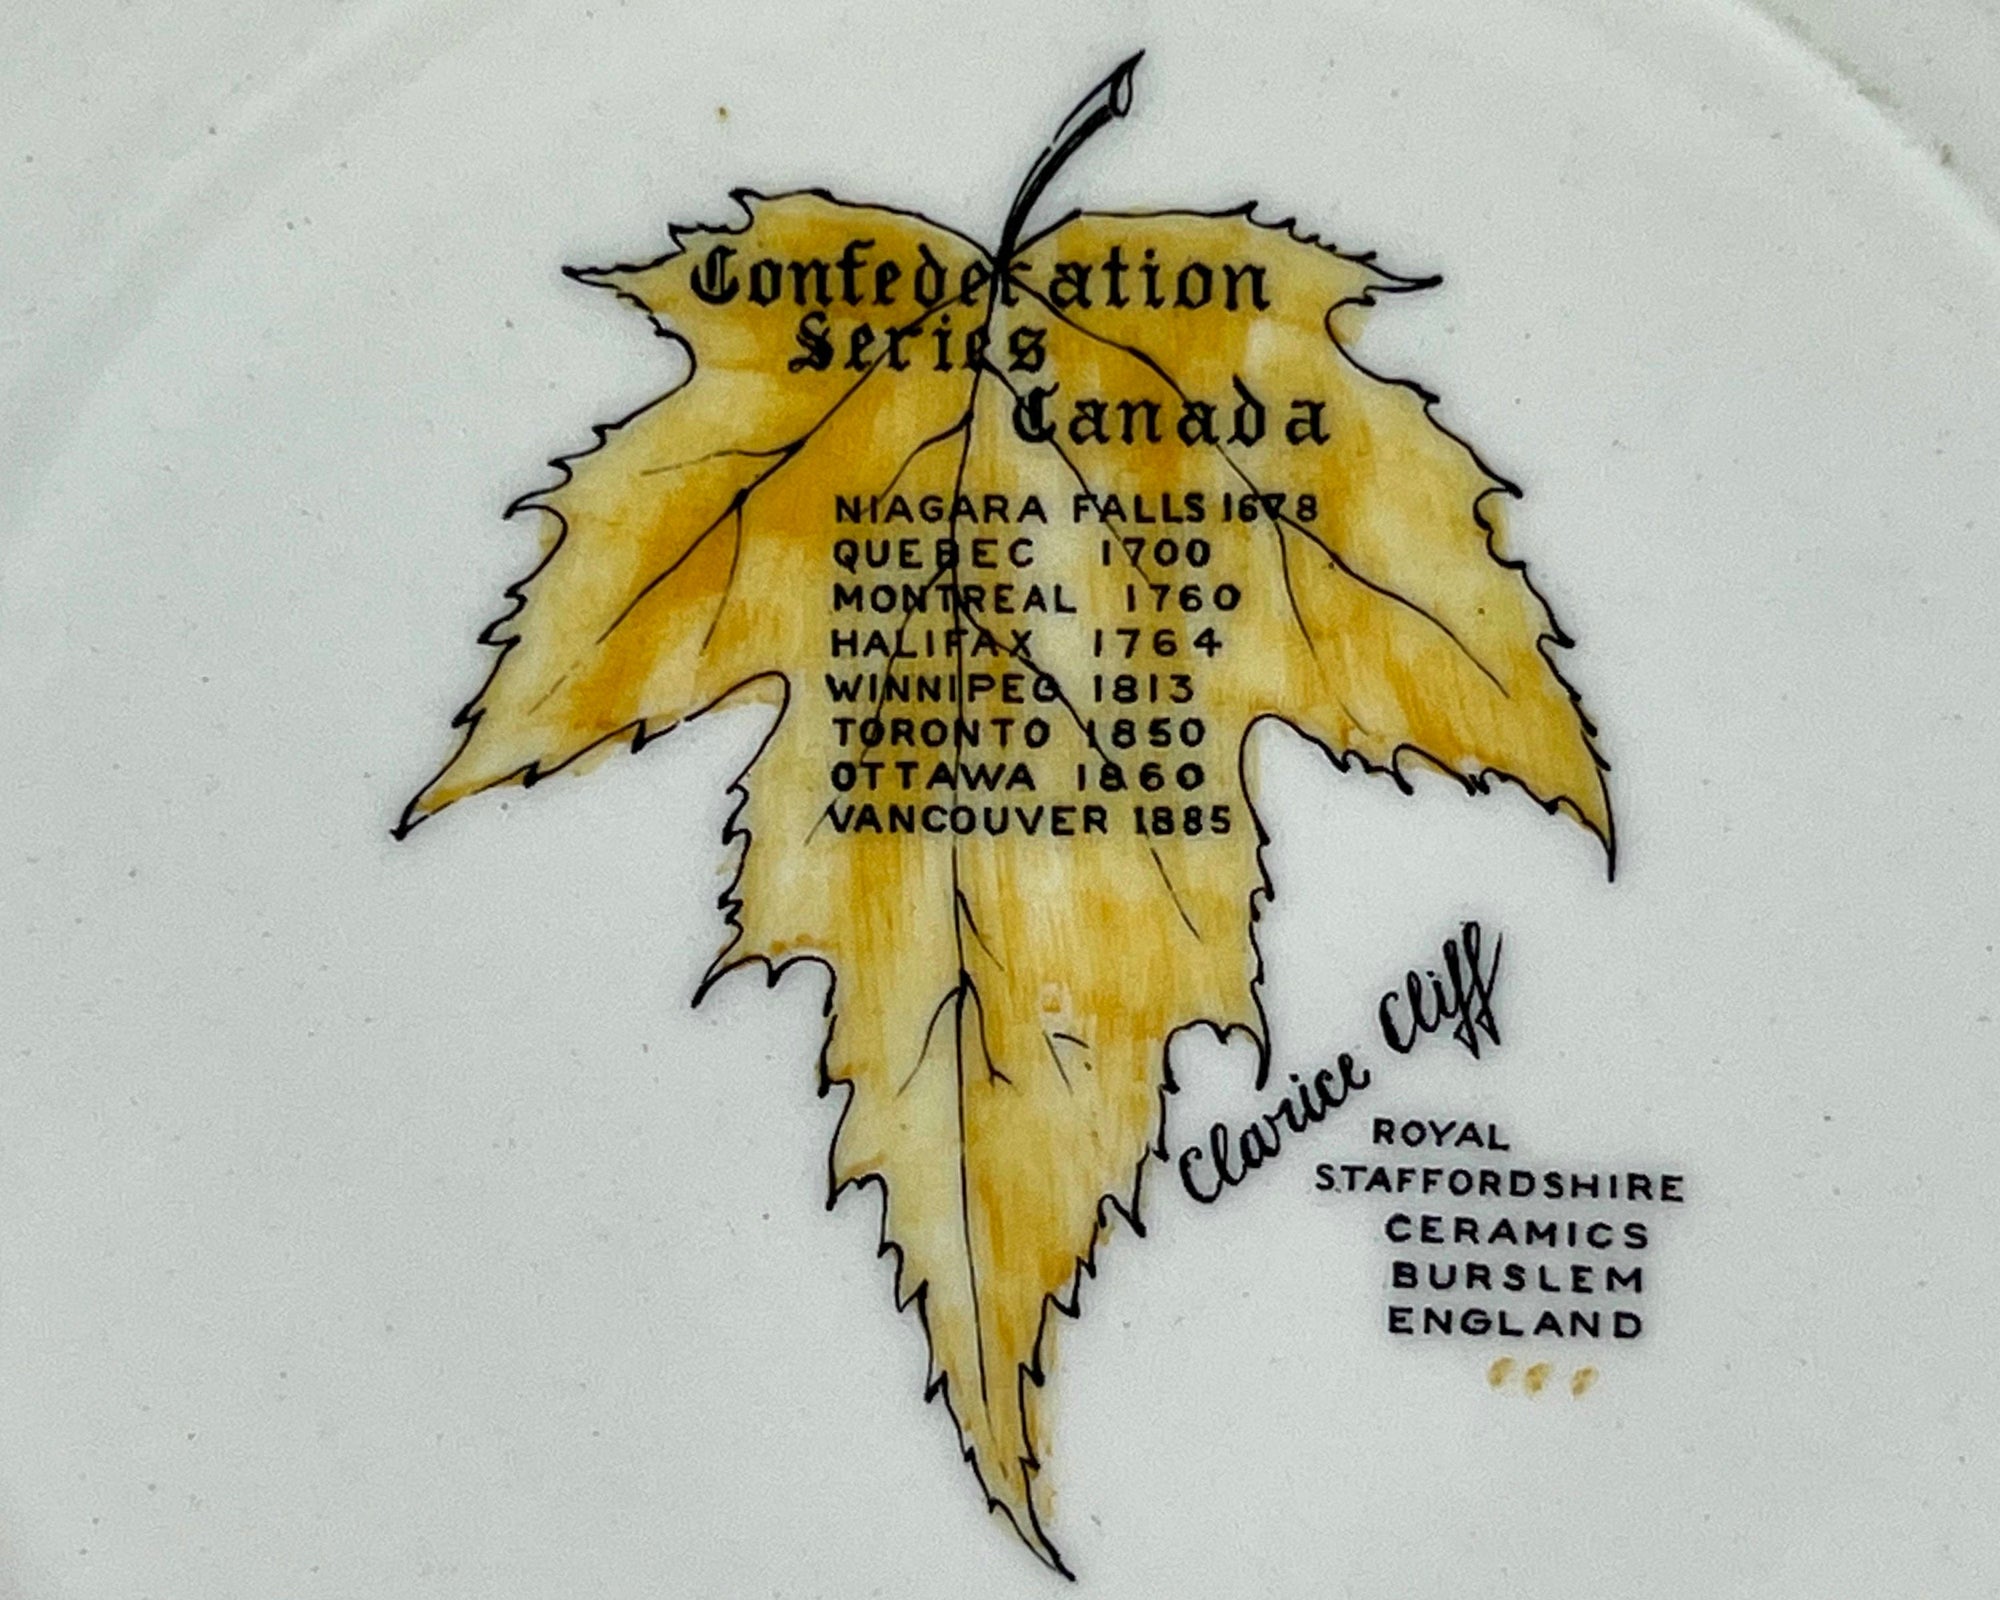 Confederation
Series
Canada
NIAGARA FALLS 1678
QUEBEC 1700
MONTREAL 1760
HALIFAX 1764
WINNIPEG 1813
TORONTO 1850
OTTAWA 1860
VANCOUVER 1885
Clarice Cliff
ROYAL
STAFFORDSHIRE
CERAMICS
BURSLEM
ENGLAND